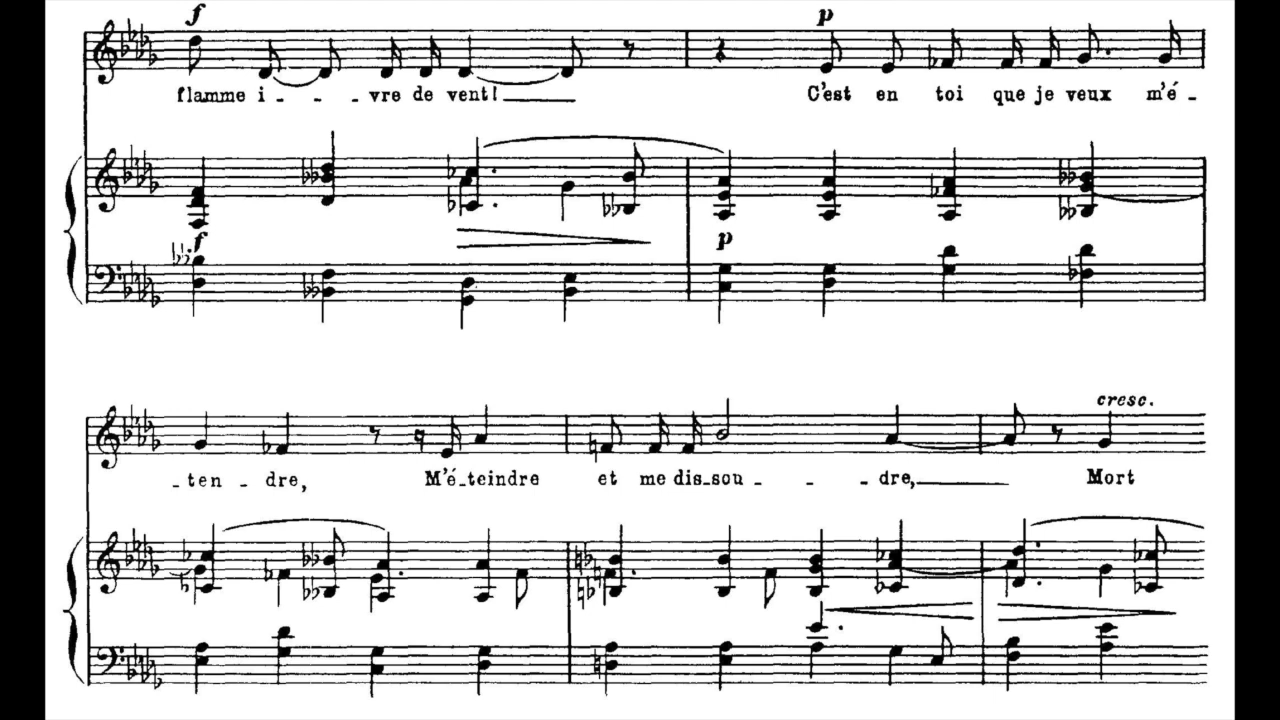 f p
flamme i - - - vre de vent! C'est en toi que je veux m'é -
f p
cresc.
- ten - dre, M'é-teindre et me dis-sou - - dre, Mort